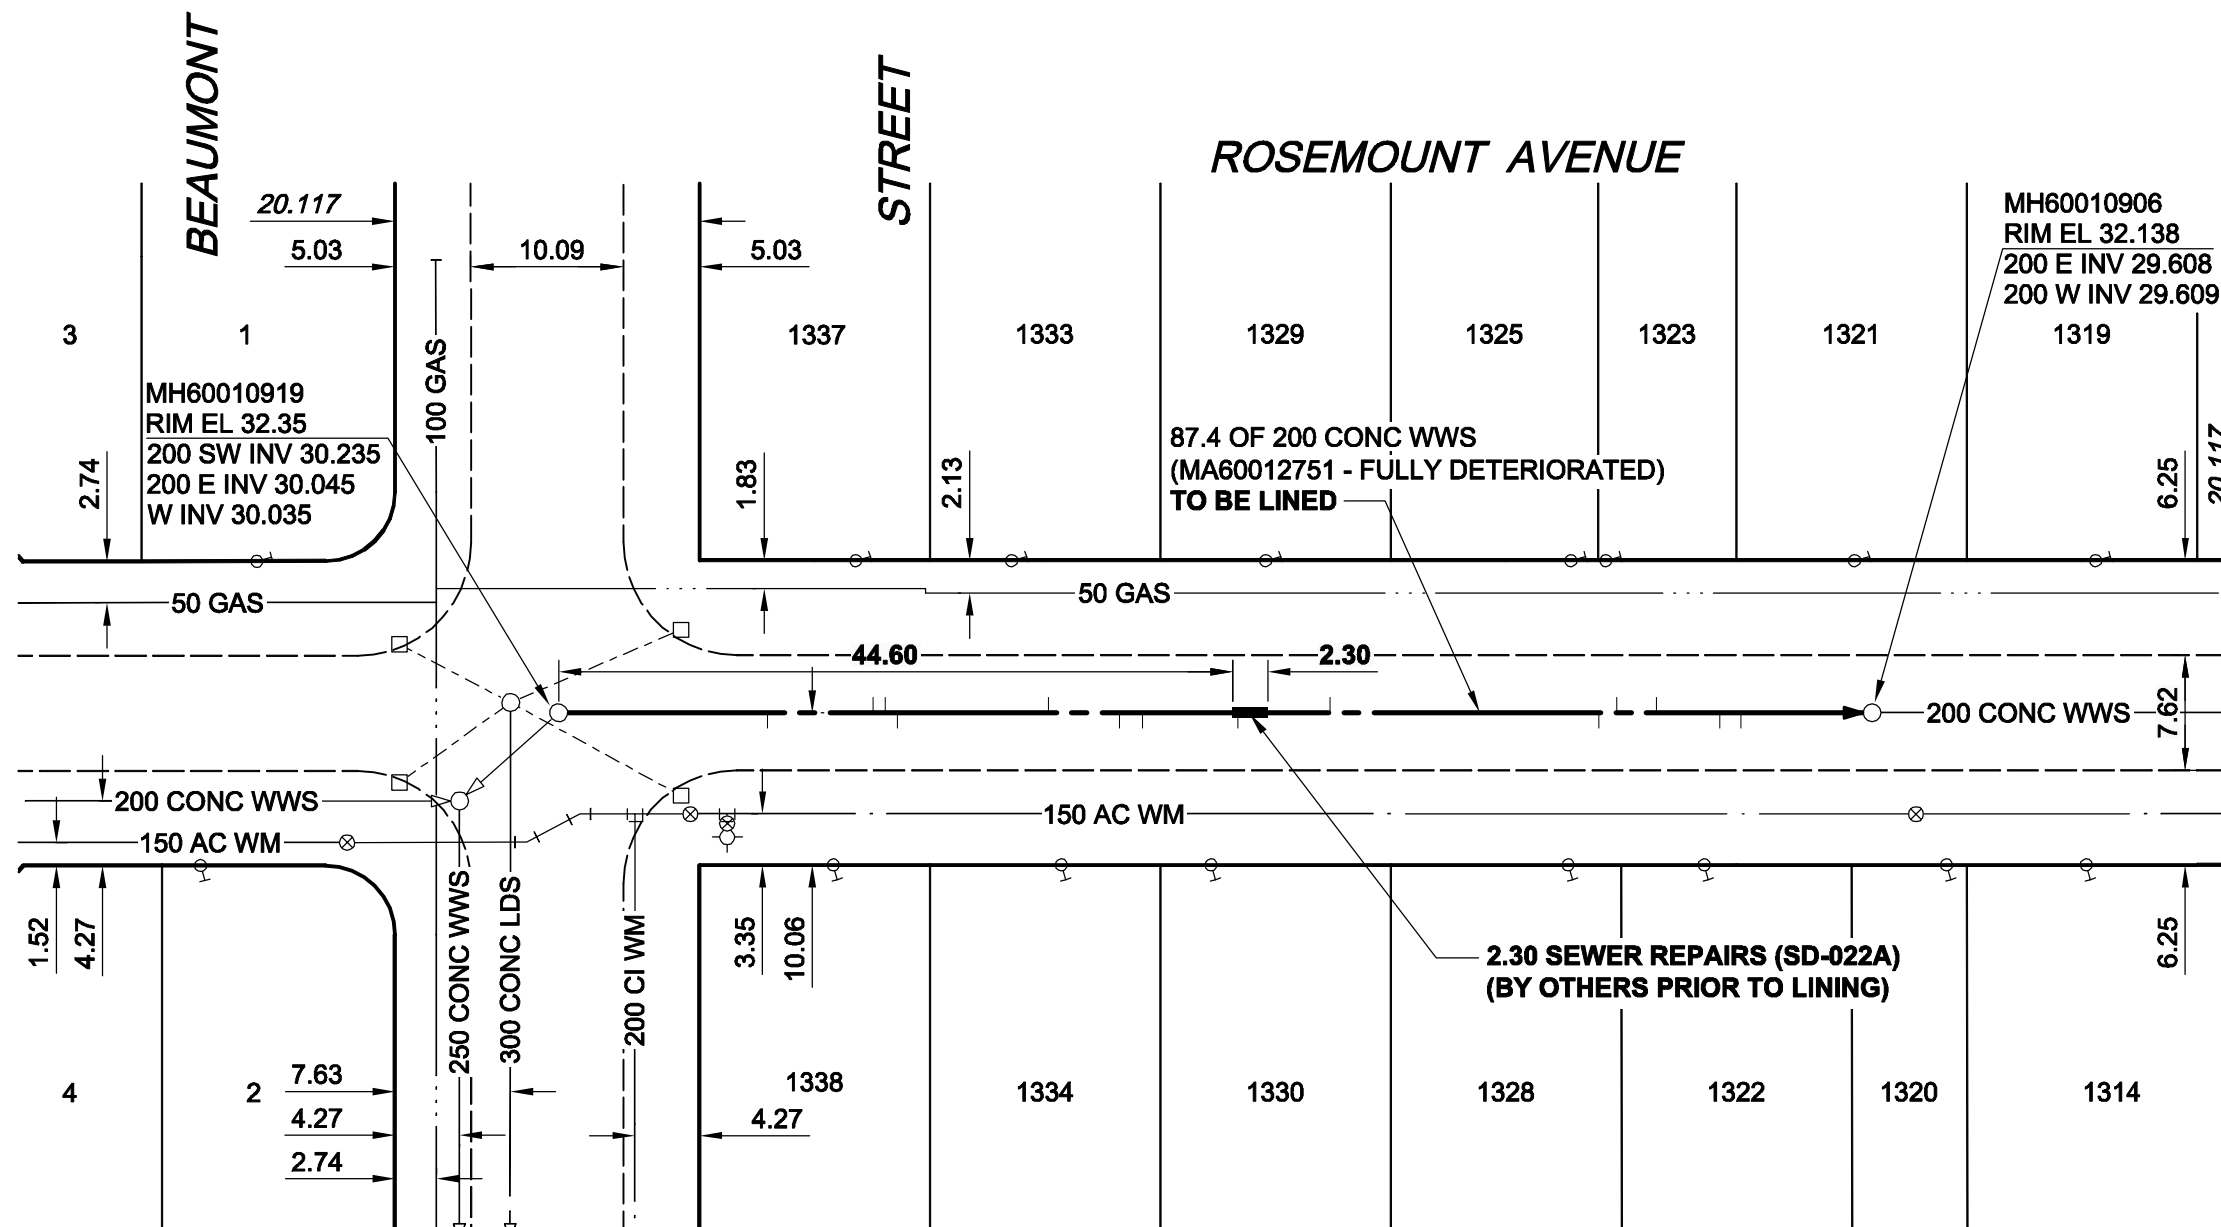 BEAUMONT
STREET
ROSEMOUNT AVENUE
20.117
5.03
10.09
5.03
MH60010906
RIM EL 32.138
200 E INV 29.608
200 W INV 29.609
3
1
100 GAS
1337
1333
1329
1325
1323
1321
1319
MH60010919
RIM EL 32.35
200 SW INV 30.235
200 E INV 30.045
W INV 30.035
2.74
1.83
2.13
87.4 OF 200 CONC WWS
(MA60012751 - FULLY DETERIORATED)
TO BE LINED
6.25
20.117
50 GAS
50 GAS
44.60
2.30
200 CONC WWS
7.62
200 CONC WWS
150 AC WM
150 AC WM
1.52
4.27
250 CONC WWS
300 CONC LDS
200 CI WM
3.35
10.06
2.30 SEWER REPAIRS (SD-022A)
(BY OTHERS PRIOR TO LINING)
6.25
4
2
7.63
4.27
2.74
4.27
1338
1334
1330
1328
1322
1320
1314